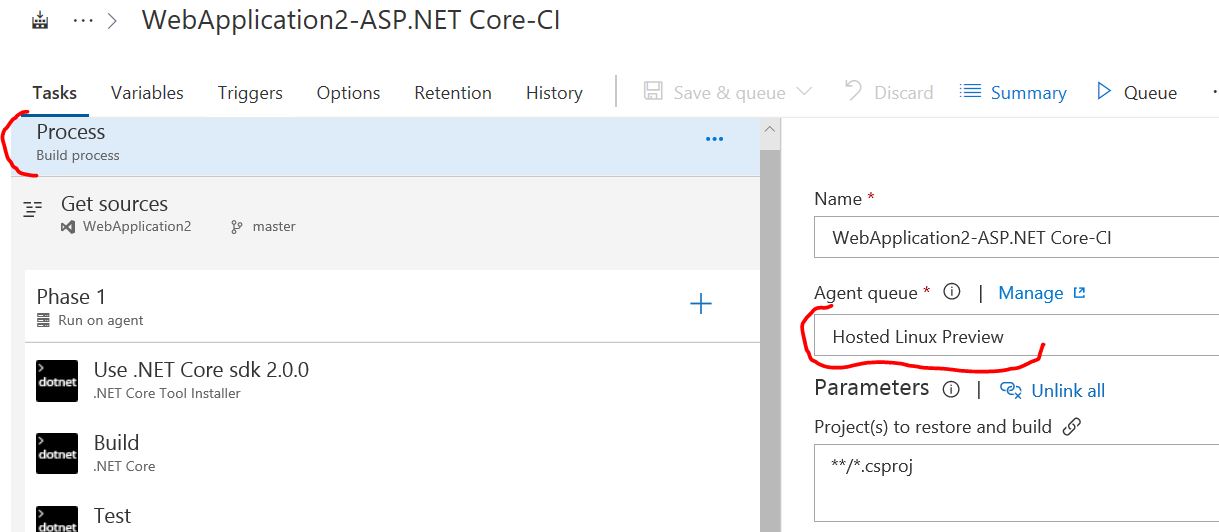 ··· > WebApplication2-ASP.NET Core-CI
Tasks Variables Triggers Options Retention History Save & queue Discard Summary Queue
Process
Build process
···
Get sources
WebApplication2 master
Phase 1
Run on agent
+
>
dotnet
Use .NET Core sdk 2.0.0
.NET Core Tool Installer
>
dotnet
Build
.NET Core
>
dotnet
Test
Name *
WebApplication2-ASP.NET Core-CI
Agent queue * | Manage
Hosted Linux Preview
Parameters | Unlink all
Project(s) to restore and build
**/*.csproj